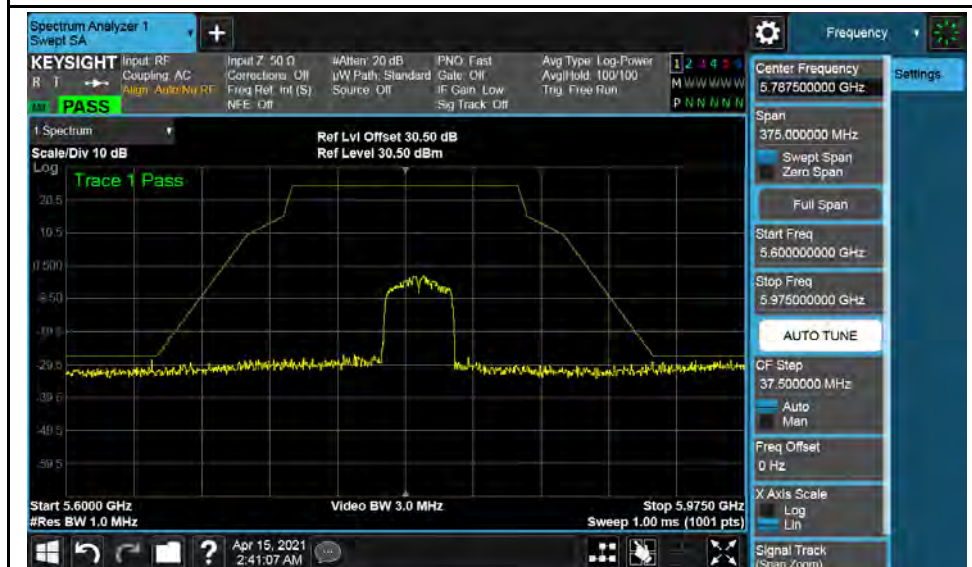 Spectrum Analyzer 1
Swept SA
+
Frequency
KEYSIGHT
R T
PASS
Input: RF
Coupling: AC
Align: Auto/No RF
Input Z: 50 Ω
Corrections: Off
Freq Ref: Int (S)
NFE: Off
#Atten: 20 dB
µW Path: Standard
Source: Off
PNO: Fast
Gate: Off
IF Gain: Low
Sig Track: Off
Avg Type: Log-Power
Avg|Hold: 100/100
Trig: Free Run
1 2 3 4 5 6
M W W W W W
P N N N N N
1 Spectrum
Scale/Div 10 dB
Ref Lvl Offset 30.50 dB
Ref Level 30.50 dBm
Log
Trace 1 Pass
20.5
10.5
0.500
-9.50
-19.5
-29.5
-39.5
-49.5
-59.5
Start 5.6000 GHz
#Res BW 1.0 MHz
Video BW 3.0 MHz
Stop 5.9750 GHz
Sweep 1.00 ms (1001 pts)
Center Frequency
5.787500000 GHz
Settings
Span
375.000000 MHz
Swept Span
Zero Span
Full Span
Start Freq
5.600000000 GHz
Stop Freq
5.975000000 GHz
AUTO TUNE
CF Step
37.500000 MHz
Auto
Man
Freq Offset
0 Hz
X Axis Scale
Log
Lin
Signal Track
(Span Zoom)
?
Apr 15, 2021
2:41:07 AM